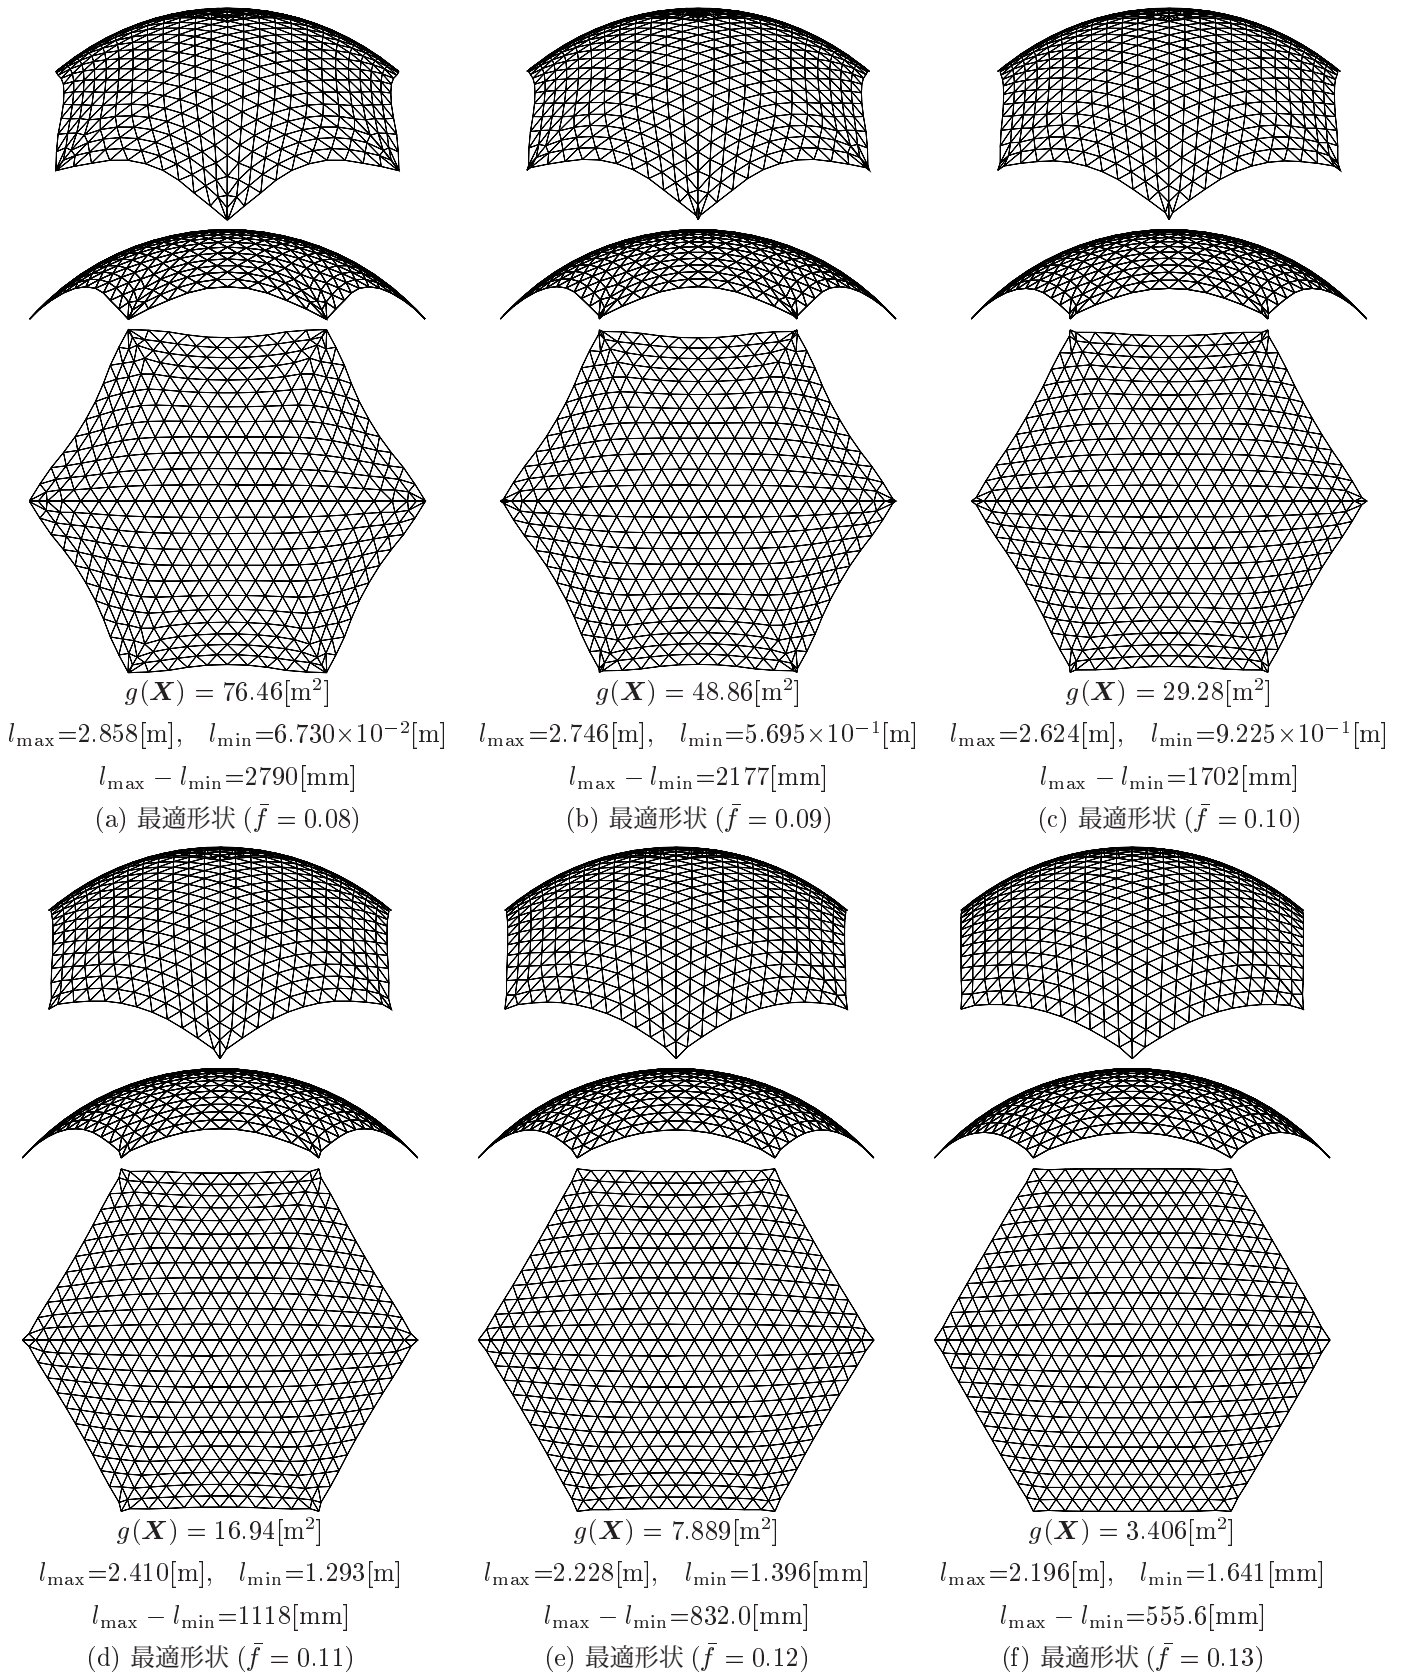 g(X) = 76.46[m²]
l_max=2.858[m],　l_min=6.730×10⁻²[m]
l_max − l_min=2790[mm]
(a) 最適形状 (f̄ = 0.08)
g(X) = 48.86[m²]
l_max=2.746[m],　l_min=5.695×10⁻¹[m]
l_max − l_min=2177[mm]
(b) 最適形状 (f̄ = 0.09)
g(X) = 29.28[m²]
l_max=2.624[m],　l_min=9.225×10⁻¹[m]
l_max − l_min=1702[mm]
(c) 最適形状 (f̄ = 0.10)
g(X) = 16.94[m²]
l_max=2.410[m],　l_min=1.293[m]
l_max − l_min=1118[mm]
(d) 最適形状 (f̄ = 0.11)
g(X) = 7.889[m²]
l_max=2.228[m],　l_min=1.396[mm]
l_max − l_min=832.0[mm]
(e) 最適形状 (f̄ = 0.12)
g(X) = 3.406[m²]
l_max=2.196[m],　l_min=1.641[mm]
l_max − l_min=555.6[mm]
(f) 最適形状 (f̄ = 0.13)